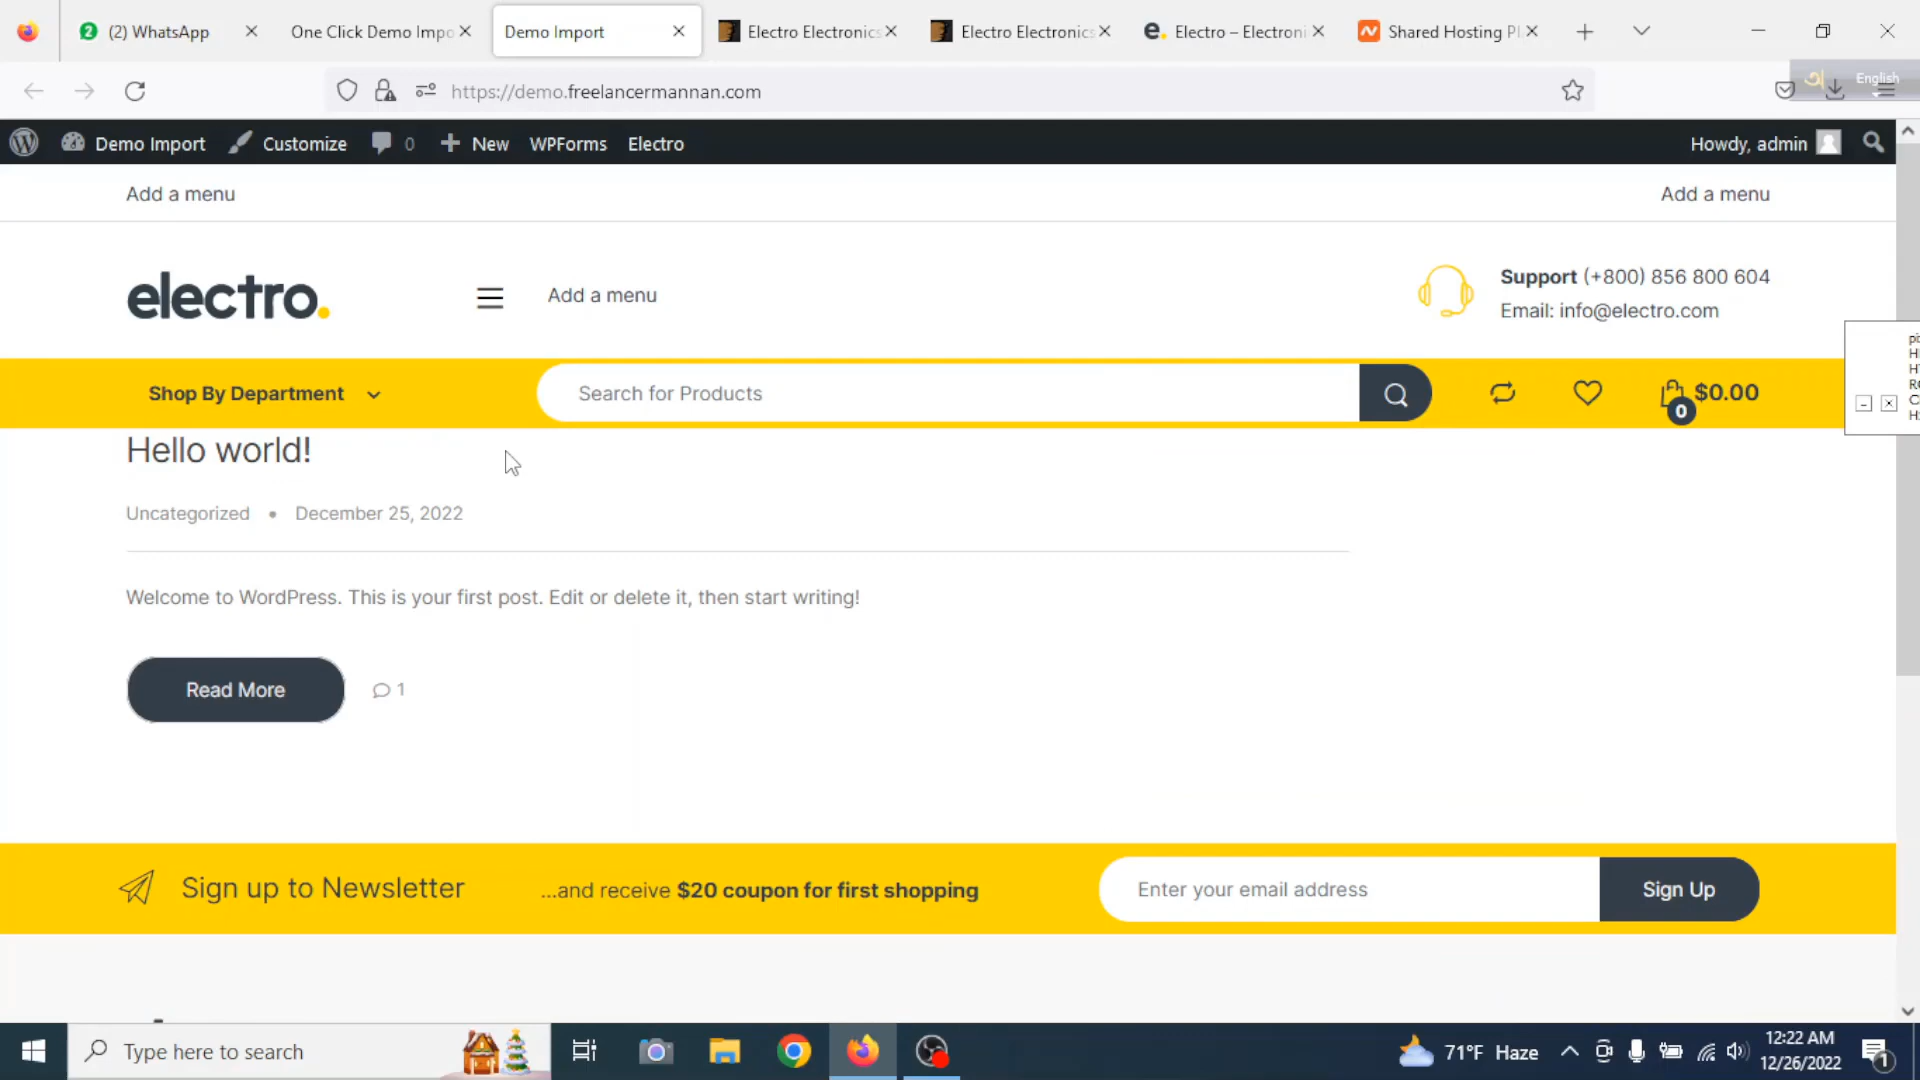 (2) WhatsApp
One Click Demo Impo
Demo Import
Electro Electronics
Electro Electronics
Electro – Electroni
Shared Hosting Pl
https://demo.freelancermannan.com
English
Demo Import
Customize
0
New
WPForms
Electro
Howdy, admin
Add a menu
Add a menu
electro.
Add a menu
Support (+800) 856 800 604
Email: info@electro.com
Shop By Department
Search for Products
0
$0.00
Hello world!
Uncategorized • December 25, 2022
Welcome to WordPress. This is your first post. Edit or delete it, then start writing!
Read More
1
Sign up to Newsletter
...and receive $20 coupon for first shopping
Enter your email address
Sign Up
Type here to search
71°F Haze
12:22 AM
12/26/2022
1